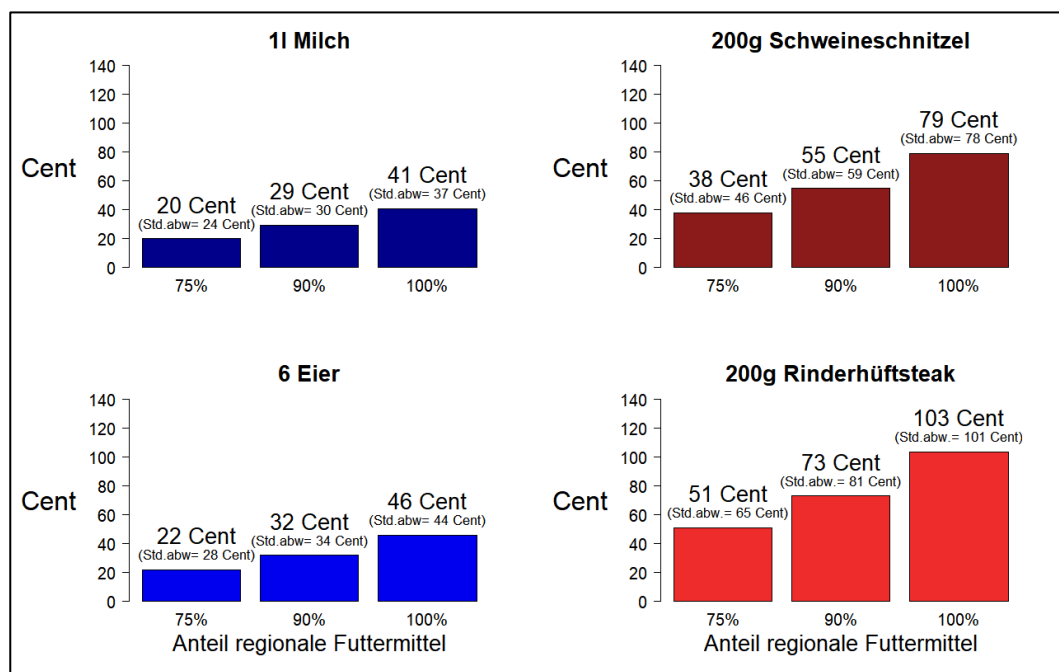 1l Milch
140
120
100
80
60
40
20
0
Cent
20 Cent
(Std.abw= 24 Cent)
29 Cent
(Std.abw= 30 Cent)
41 Cent
(Std.abw= 37 Cent)
75%
90%
100%
200g Schweineschnitzel
140
120
100
80
60
40
20
0
Cent
38 Cent
(Std.abw= 46 Cent)
55 Cent
(Std.abw= 59 Cent)
79 Cent
(Std.abw= 78 Cent)
75%
90%
100%
6 Eier
140
120
100
80
60
40
20
0
Cent
22 Cent
(Std.abw= 28 Cent)
32 Cent
(Std.abw= 34 Cent)
46 Cent
(Std.abw= 44 Cent)
75%
90%
100%
Anteil regionale Futtermittel
200g Rinderhüftsteak
140
120
100
80
60
40
20
0
Cent
51 Cent
(Std.abw.= 65 Cent)
73 Cent
(Std.abw.= 81 Cent)
103 Cent
(Std.abw.= 101 Cent)
75%
90%
100%
Anteil regionale Futtermittel